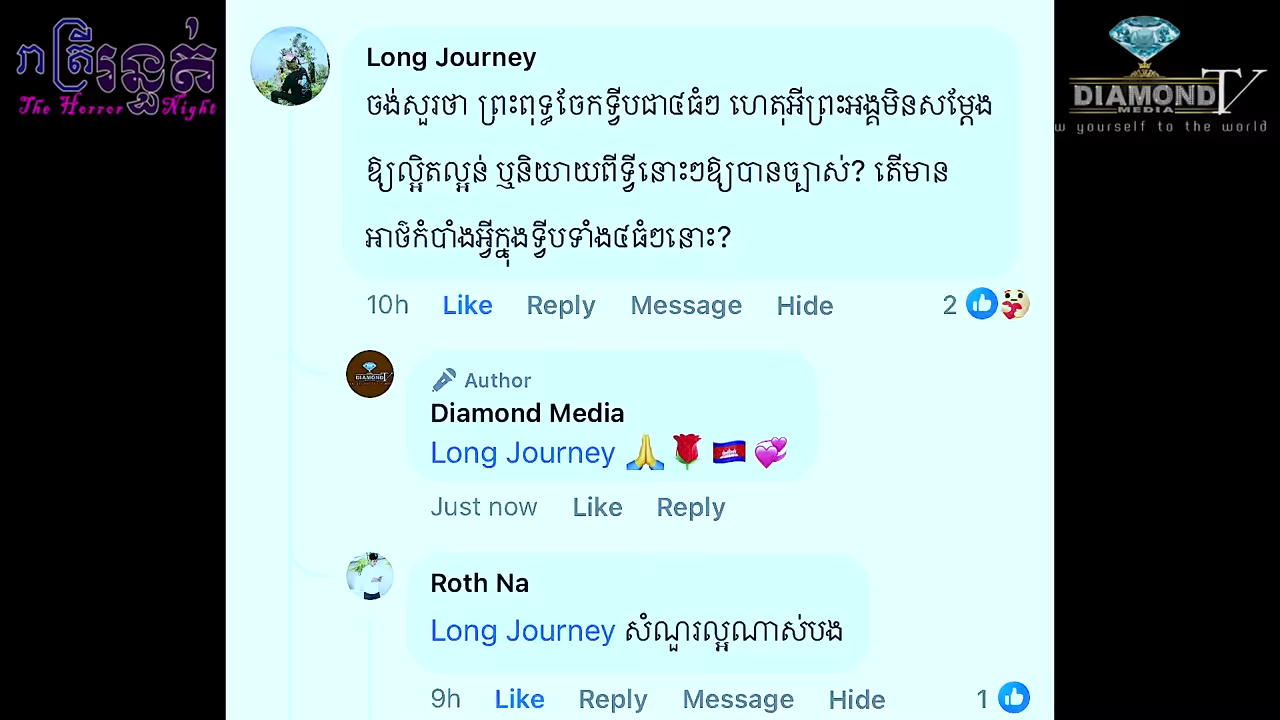 រាត្រីរន្ធត់
The Horror Night
DIAMOND TV
MEDIA
w yourself to the world
Long Journey
ចង់សួរថា ព្រះពុទ្ធចែកទ្វីបជា៤ធំៗ ហេតុអីព្រះអង្គមិនសម្ដែង
ឱ្យល្អិតល្អន់ ឬនិយាយពីទ្វីនោះៗឱ្យបានច្បាស់? តើមាន
អាថ៌កំបាំងអ្វីក្នុងទ្វីបទាំង៤ធំៗនោះ?
10h Like Reply Message Hide 2
Author
Diamond Media
Long Journey 🙏🌹🇰🇭💞
Just now Like Reply
Roth Na
Long Journey សំណួរល្អណាស់បង
9h Like Reply Message Hide 1